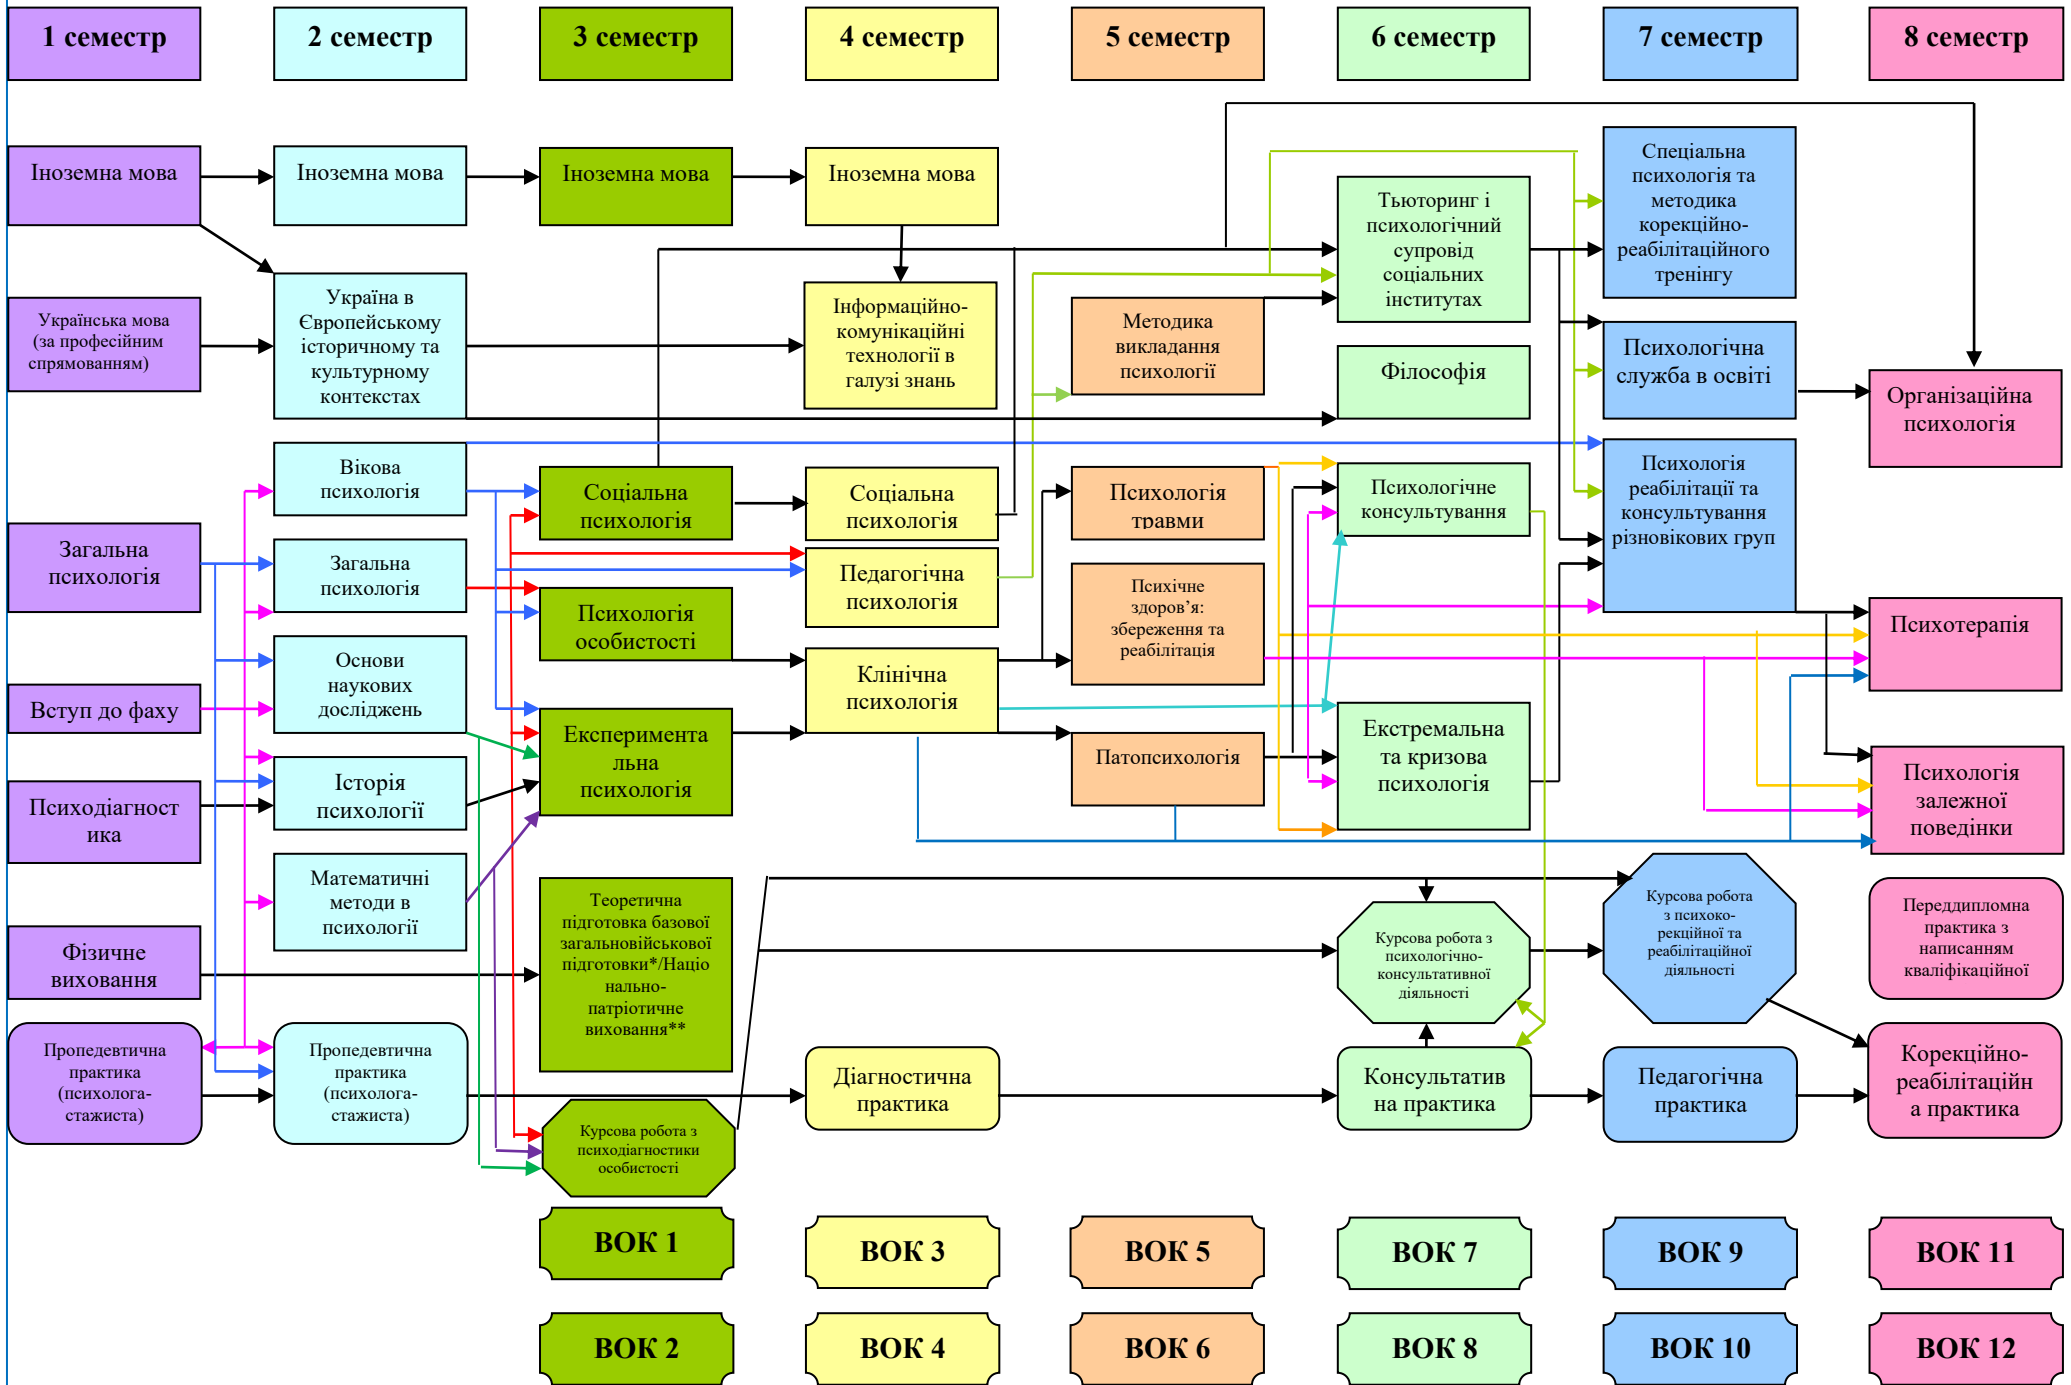 1 семестр
2 семестр
3 семестр
4 семестр
5 семестр
6 семестр
7 семестр
8 семестр
Іноземна мова
Українська мова
(за професійним
спрямованням)
Загальна
психологія
Вступ до фаху
Психодіагност
ика
Фізичне
виховання
Пропедевтична
практика
(психолога-
стажиста)
Іноземна мова
Україна в
Європейському
історичному та
культурному
контекстах
Вікова
психологія
Загальна
психологія
Основи
наукових
досліджень
Історія
психології
Математичні
методи в
психології
Пропедевтична
практика
(психолога-
стажиста)
Іноземна мова
Соціальна
психологія
Психологія
особистості
Експеримента
льна
психологія
Теоретична
підготовка базової
загальновійськової
підготовки*/Націо
нально-
патріотичне
виховання**
Курсова робота з
психодіагностики
особистості
ВОК 1
ВОК 2
Іноземна мова
Інформаційно-
комунікаційні
технології в
галузі знань
Соціальна
психологія
Педагогічна
психологія
Клінічна
психологія
Діагностична
практика
ВОК 3
ВОК 4
Методика
викладання
психології
Психологія
травми
Психічне
здоров’я:
збереження та
реабілітація
Патопсихологія
ВОК 5
ВОК 6
Тьюторинг і
психологічний
супровід
соціальних
інститутах
Філософія
Психологічне
консультування
Екстремальна
та кризова
психологія
Курсова робота з
психологічно-
консультативної
діяльності
Консультатив
на практика
ВОК 7
ВОК 8
Спеціальна
психологія та
методика
корекційно-
реабілітаційного
тренінгу
Психологічна
служба в освіті
Психологія
реабілітації та
консультування
різновікових груп
Курсова робота
з психоко-
рекційної та
реабілітаційної
діяльності
Педагогічна
практика
ВОК 9
ВОК 10
Організаційна
психологія
Психотерапія
Психологія
залежної
поведінки
Переддипломна
практика з
написанням
кваліфікаційної
Корекційно-
реабілітаційн
а практика
ВОК 11
ВОК 12